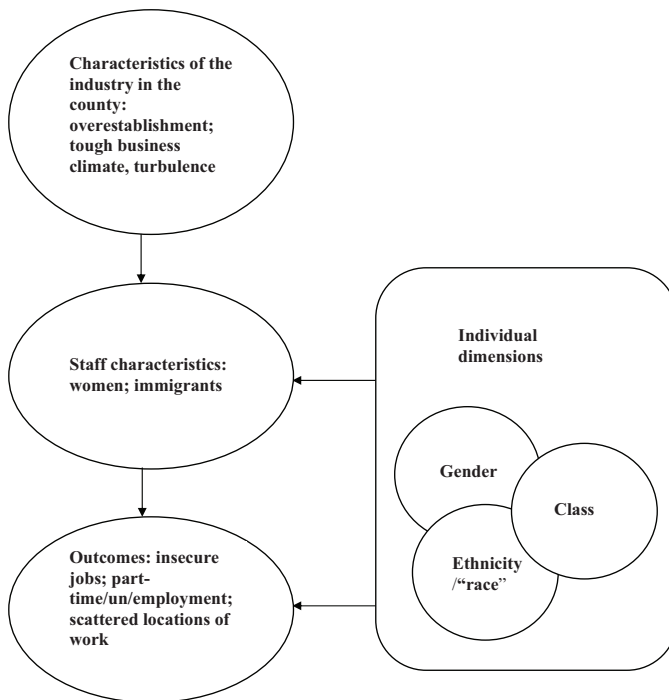 Characteristics of the
industry in the
county:
overestablishment;
tough business
climate, turbulence
Staff characteristics:
women; immigrants
Outcomes: insecure
jobs; part-
time/un/employment;
scattered locations of
work
Individual
dimensions
Gender
Class
Ethnicity
/“race”